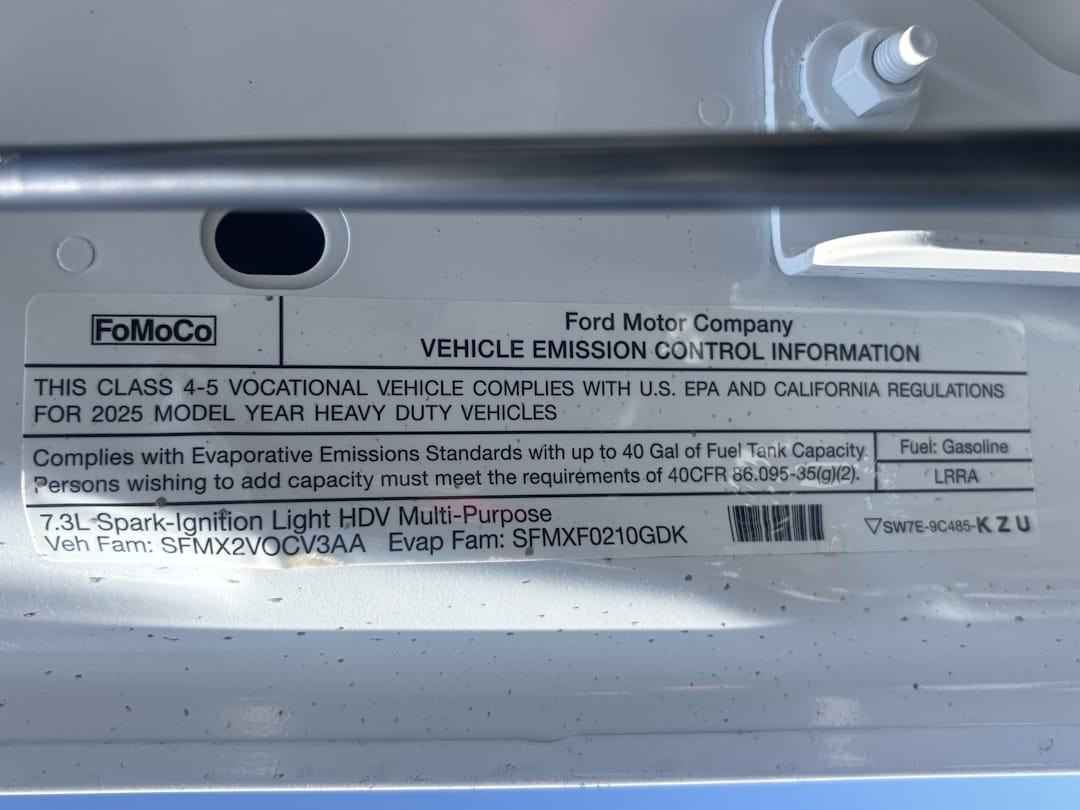 FoMoCo
Ford Motor Company
VEHICLE EMISSION CONTROL INFORMATION
THIS CLASS 4-5 VOCATIONAL VEHICLE COMPLIES WITH U.S. EPA AND CALIFORNIA REGULATIONS
FOR 2025 MODEL YEAR HEAVY DUTY VEHICLES
Complies with Evaporative Emissions Standards with up to 40 Gal of Fuel Tank Capacity.
Persons wishing to add capacity must meet the requirements of 40CFR 86.095-35(g)(2).
Fuel: Gasoline
LRRA
7.3L Spark-Ignition Light HDV Multi-Purpose
Veh Fam: SFMX2VOCV3AA Evap Fam: SFMXF0210GDK
▽SW7E-9C485-KZU